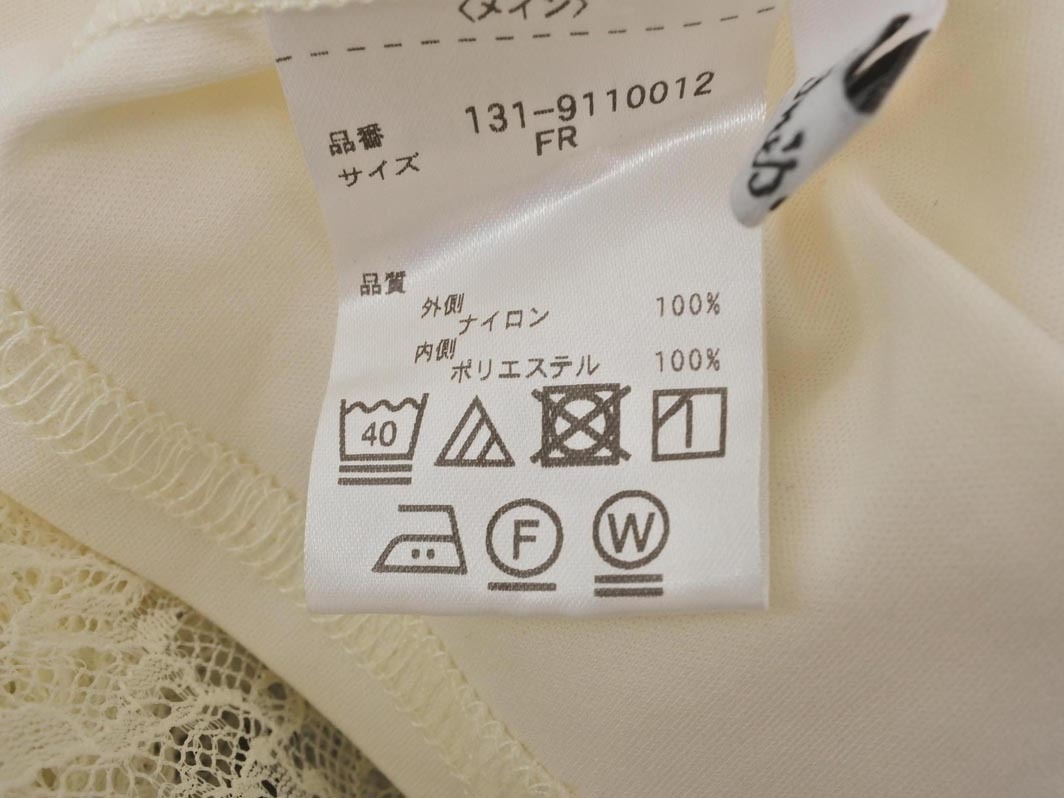 〈メイン〉
品番 131-9110012
サイズ FR
品質
外側
ナイロン 100%
内側
ポリエステル 100%
40
F W